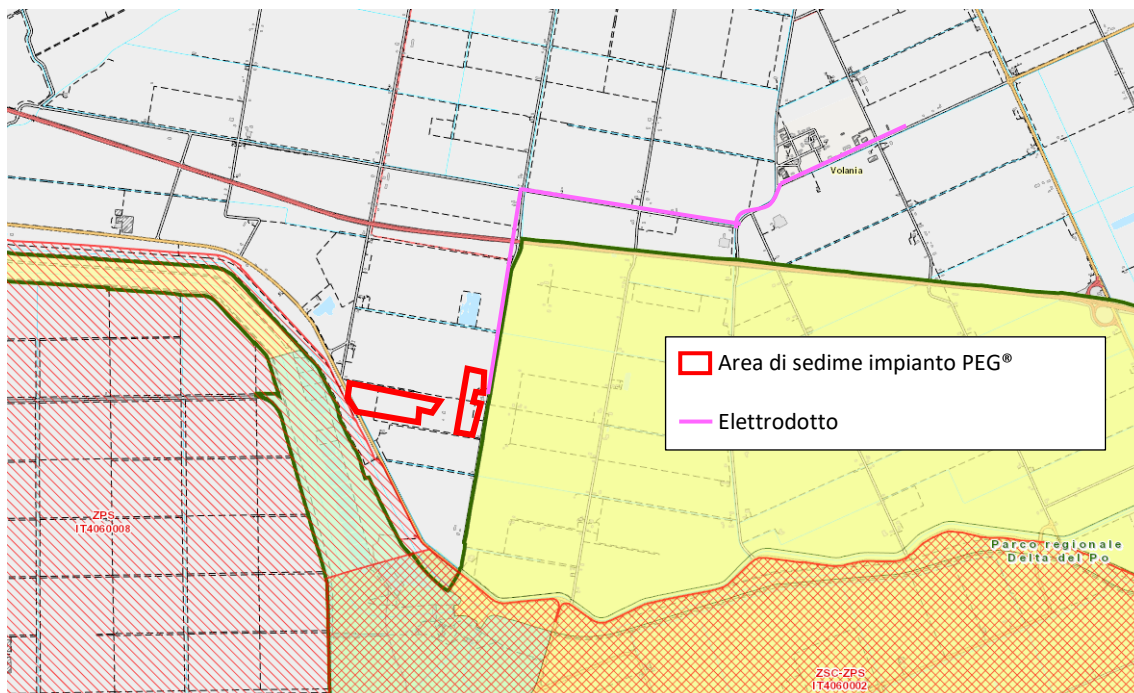 Volania
Area di sedime impianto PEG®
Elettrodotto
ZPS
IT4060008
Parco regionale
Delta del Po
ZSC-ZPS
IT4060002